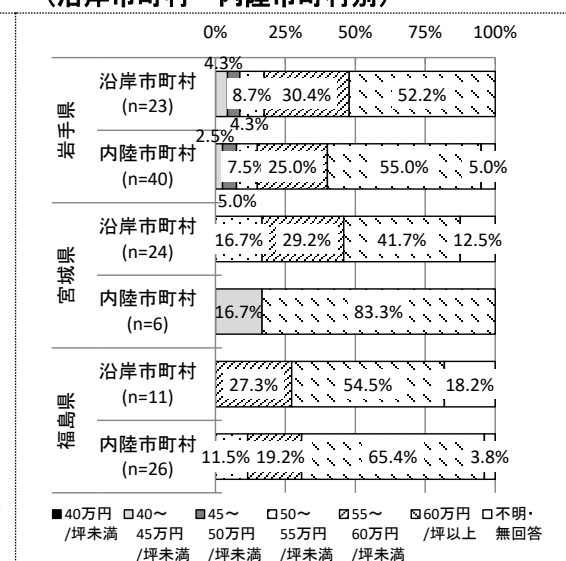 （沿岸市町村・内陸市町村別）
0% 25% 50% 75% 100%
岩手県
沿岸市町村
(n=23)
4.3%
4.3%
8.7%
30.4%
52.2%
内陸市町村
(n=40)
2.5%
5.0%
7.5%
25.0%
55.0%
5.0%
宮城県
沿岸市町村
(n=24)
16.7%
29.2%
41.7%
12.5%
内陸市町村
(n=6)
16.7%
83.3%
福島県
沿岸市町村
(n=11)
27.3%
54.5%
18.2%
内陸市町村
(n=26)
11.5%
19.2%
65.4%
3.8%
40万円
/坪未満
40～
45万円
/坪未満
45～
50万円
/坪未満
50～
55万円
/坪未満
55～
60万円
/坪未満
60万円
/坪以上
不明・
無回答